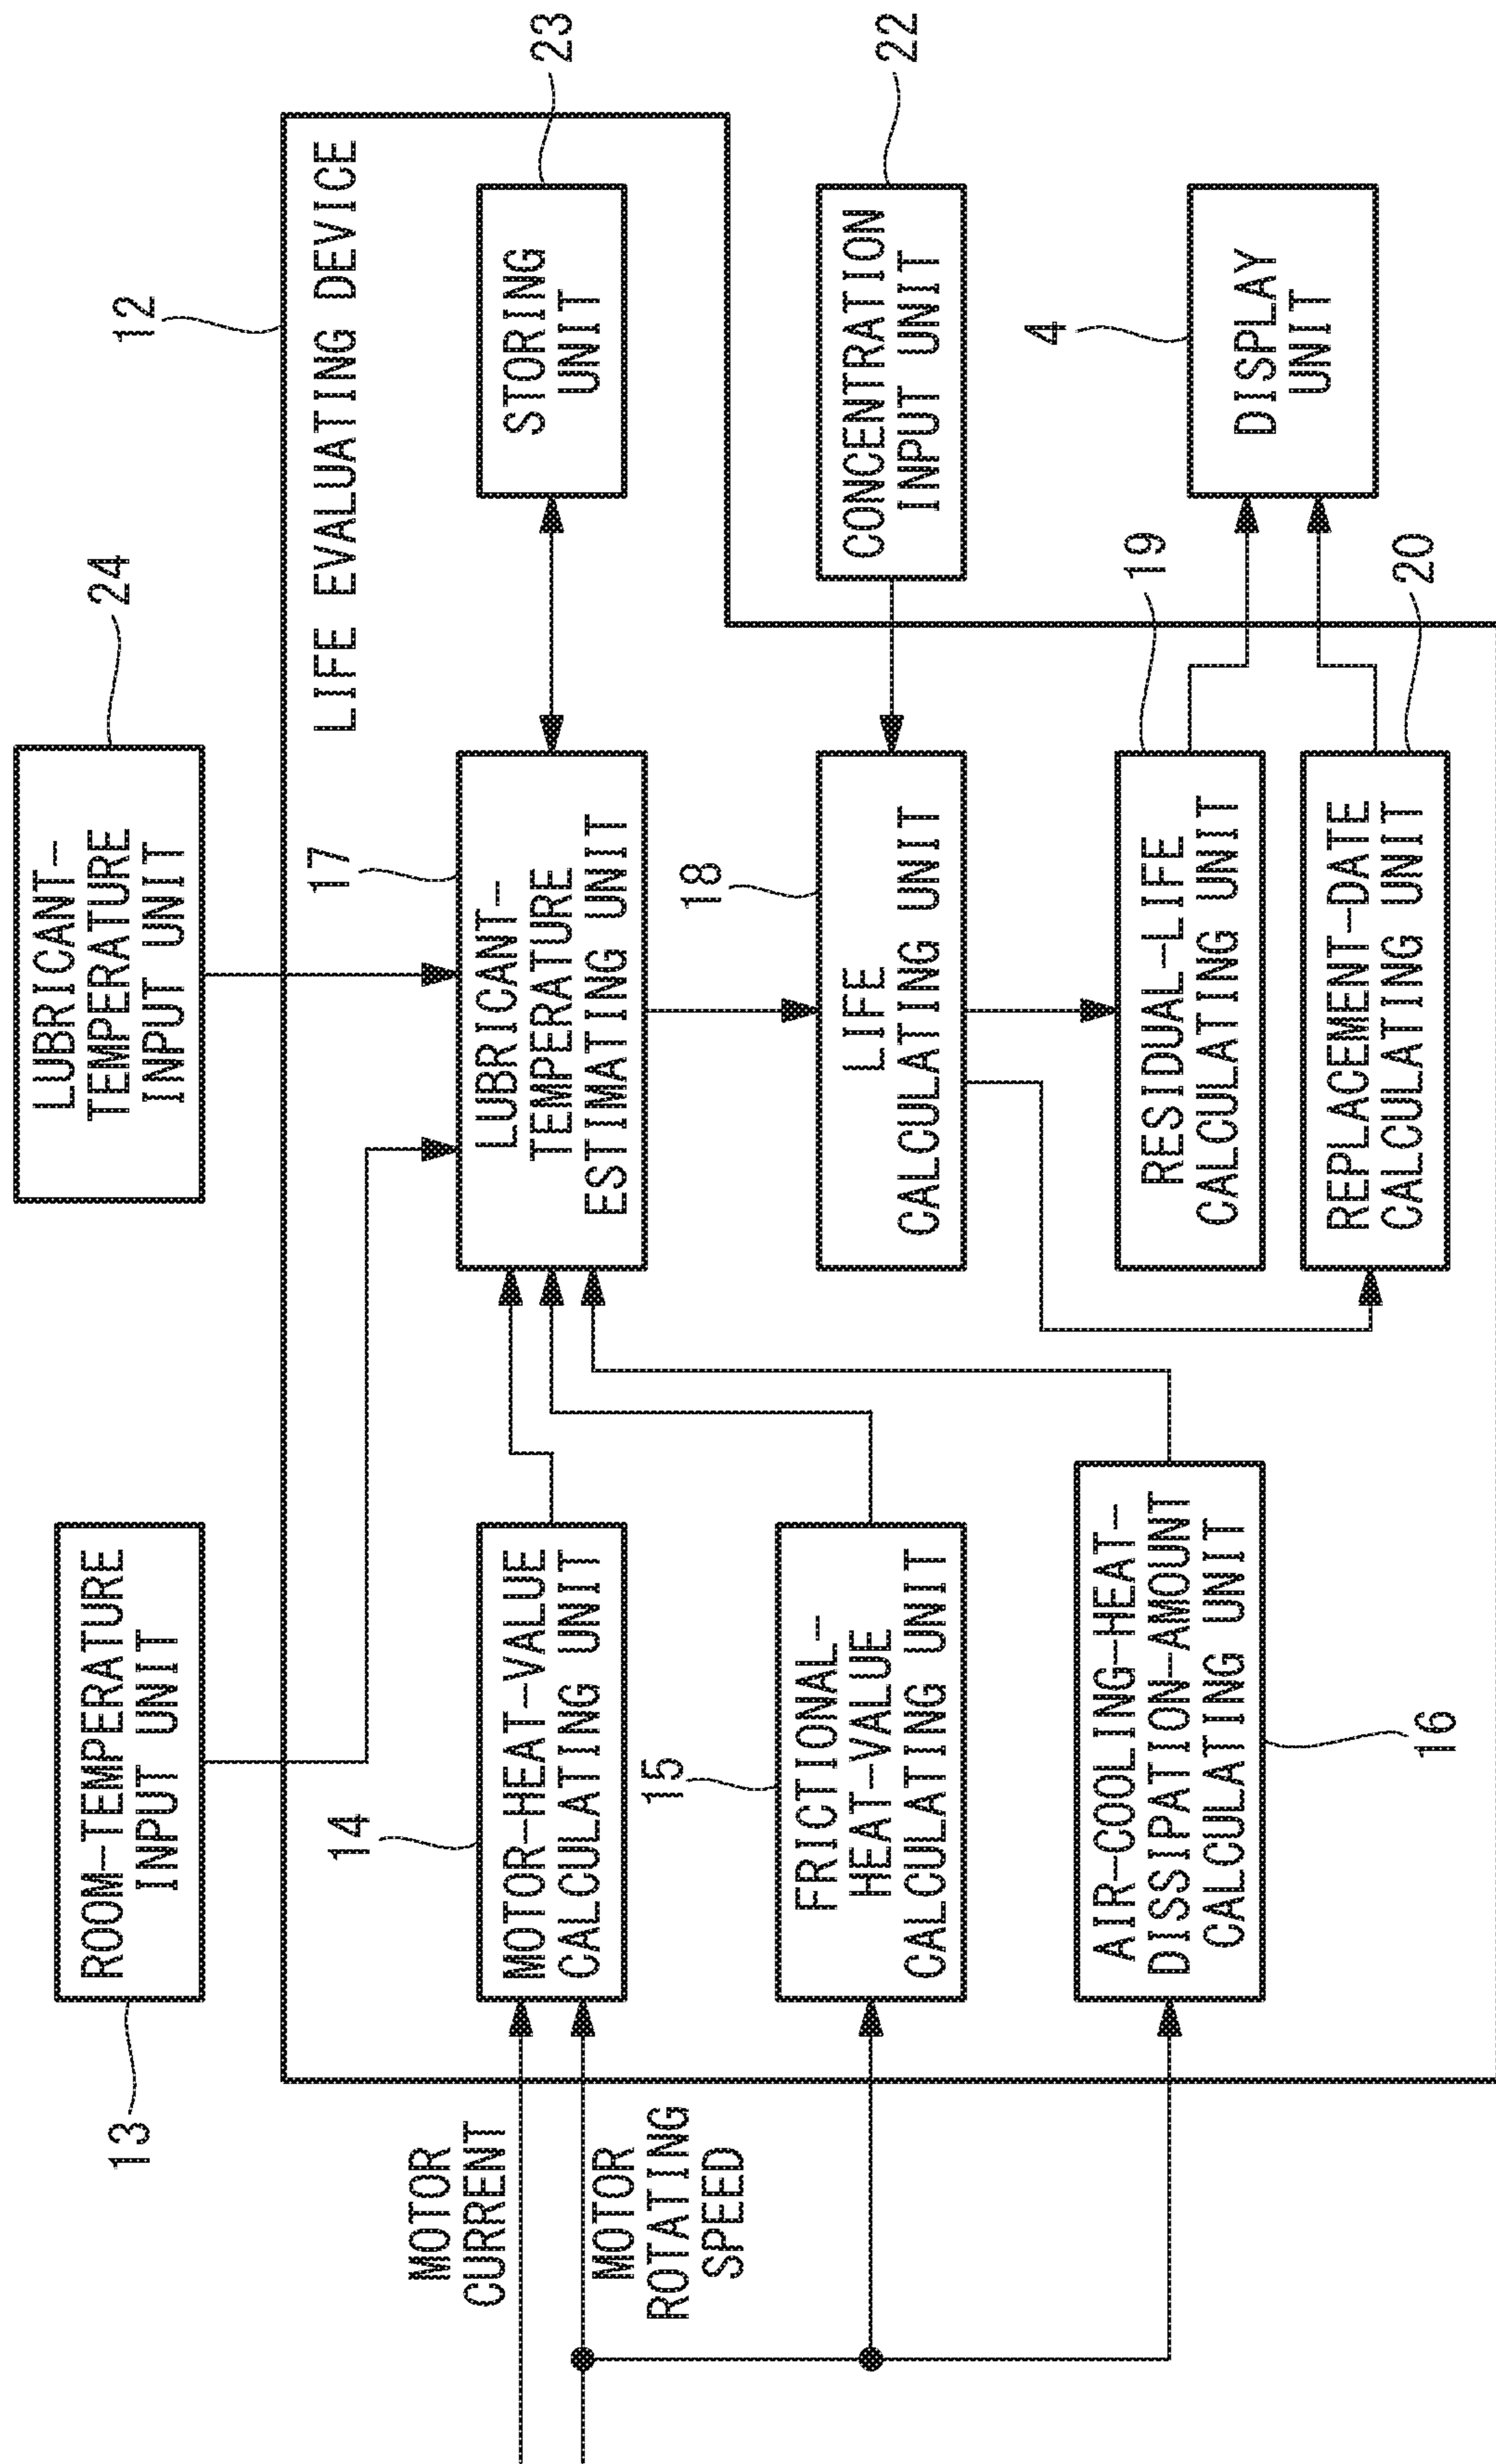 12
LIFE EVALUATING DEVICE
13
ROOM-TEMPERATURE
INPUT UNIT
24
LUBRICANT-
TEMPERATURE
INPUT UNIT
MOTOR
CURRENT
MOTOR
ROTATING
SPEED
14
MOTOR-HEAT-VALUE
CALCULATING UNIT
17
LUBRICANT-
TEMPERATURE
ESTIMATING UNIT
23
STORING
UNIT
15
FRICTIONAL-
HEAT-VALUE
CALCULATING UNIT
18
LIFE
CALCULATING UNIT
22
CONCENTRATION
INPUT UNIT
16
AIR-COOLING-HEAT-
DISSIPATION-AMOUNT
CALCULATING UNIT
19
RESIDUAL-LIFE
CALCULATING UNIT
20
REPLACEMENT-DATE
CALCULATING UNIT
4
DISPLAY
UNIT